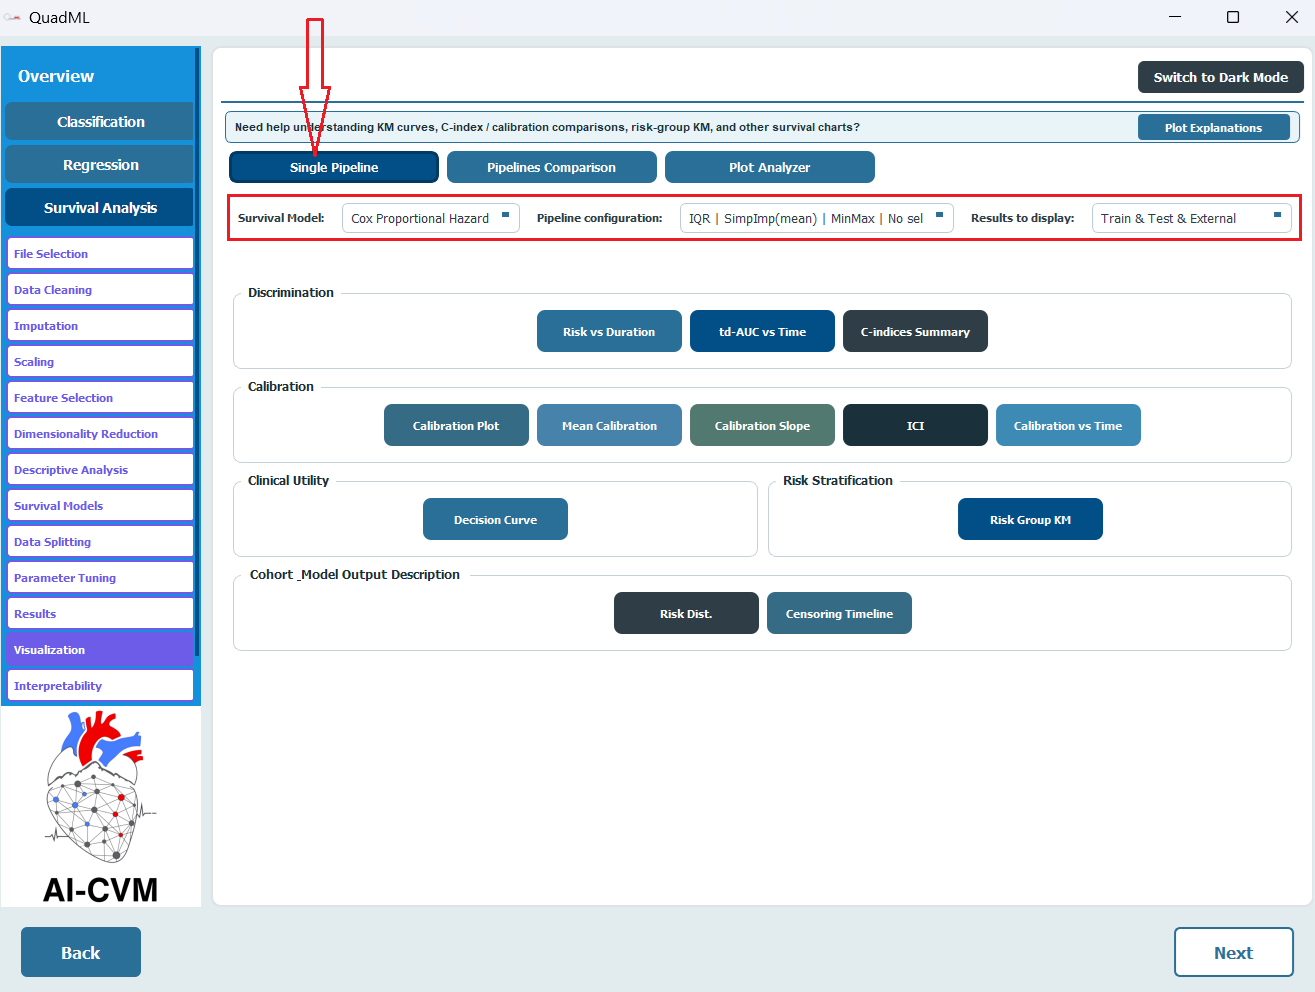 QuadML
Overview
Classification
Regression
Survival Analysis
File Selection
Data Cleaning
Imputation
Scaling
Feature Selection
Dimensionality Reduction
Descriptive Analysis
Survival Models
Data Splitting
Parameter Tuning
Results
Visualization
Interpretability
AI-CVM
Back
Switch to Dark Mode
Need help understanding KM curves, C-index / calibration comparisons, risk-group KM, and other survival charts?
Plot Explanations
Single Pipeline
Pipelines Comparison
Plot Analyzer
Survival Model: Cox Proportional Hazard Pipeline configuration: IQR | SimpImp(mean) | MinMax | No sel Results to display: Train & Test & External
Discrimination
Risk vs Duration
td-AUC vs Time
C-indices Summary
Calibration
Calibration Plot
Mean Calibration
Calibration Slope
ICI
Calibration vs Time
Clinical Utility
Decision Curve
Risk Stratification
Risk Group KM
Cohort _Model Output Description
Risk Dist.
Censoring Timeline
Next